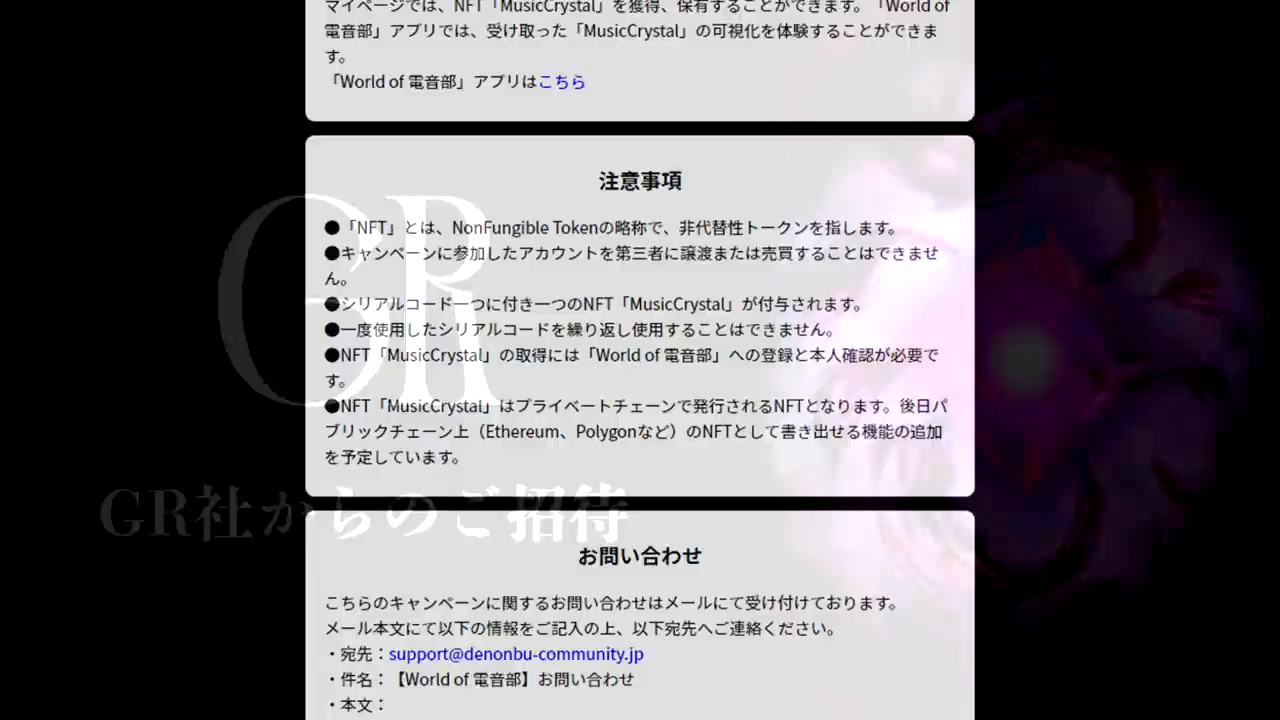 マイページでは、NFT「MusicCrystal」を獲得、保有することができます。「World of
電音部」アプリでは、受け取った「MusicCrystal」の可視化を体験することができま
す。
「World of 電音部」アプリはこちら
注意事項
●「NFT」とは、NonFungible Tokenの略称で、非代替性トークンを指します。
●キャンペーンに参加したアカウントを第三者に譲渡または売買することはできませ
ん。
●シリアルコード一つに付き一つのNFT「MusicCrystal」が付与されます。
●一度使用したシリアルコードを繰り返し使用することはできません。
●NFT「MusicCrystal」の取得には「World of 電音部」への登録と本人確認が必要で
す。
●NFT「MusicCrystal」はプライベートチェーンで発行されるNFTとなります。後日パ
ブリックチェーン上（Ethereum、Polygonなど）のNFTとして書き出せる機能の追加
を予定しています。
GR
GR社からのご招待
お問い合わせ
こちらのキャンペーンに関するお問い合わせはメールにて受け付けております。
メール本文にて以下の情報をご記入の上、以下宛先へご連絡ください。
・宛先：support@denonbu-community.jp
・件名：【World of 電音部】お問い合わせ
・本文：